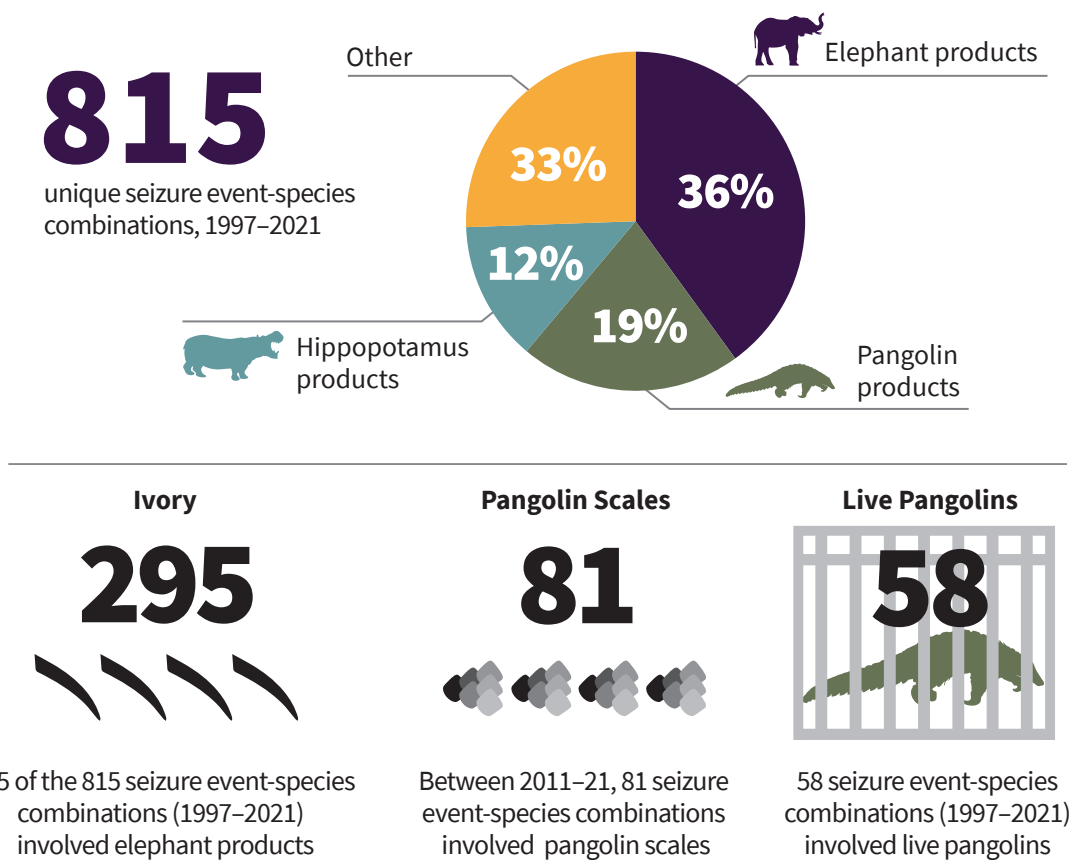 Other
Elephant products
815
unique seizure event-species
combinations, 1997–2021
33%
36%
12%
19%
Hippopotamus
products
Pangolin
products
Ivory
Pangolin Scales
Live Pangolins
295
81
58
5 of the 815 seizure event-species
combinations (1997–2021)
involved elephant products
Between 2011–21, 81 seizure
event-species combinations
involved pangolin scales
58 seizure event-species
combinations (1997–2021)
involved live pangolins